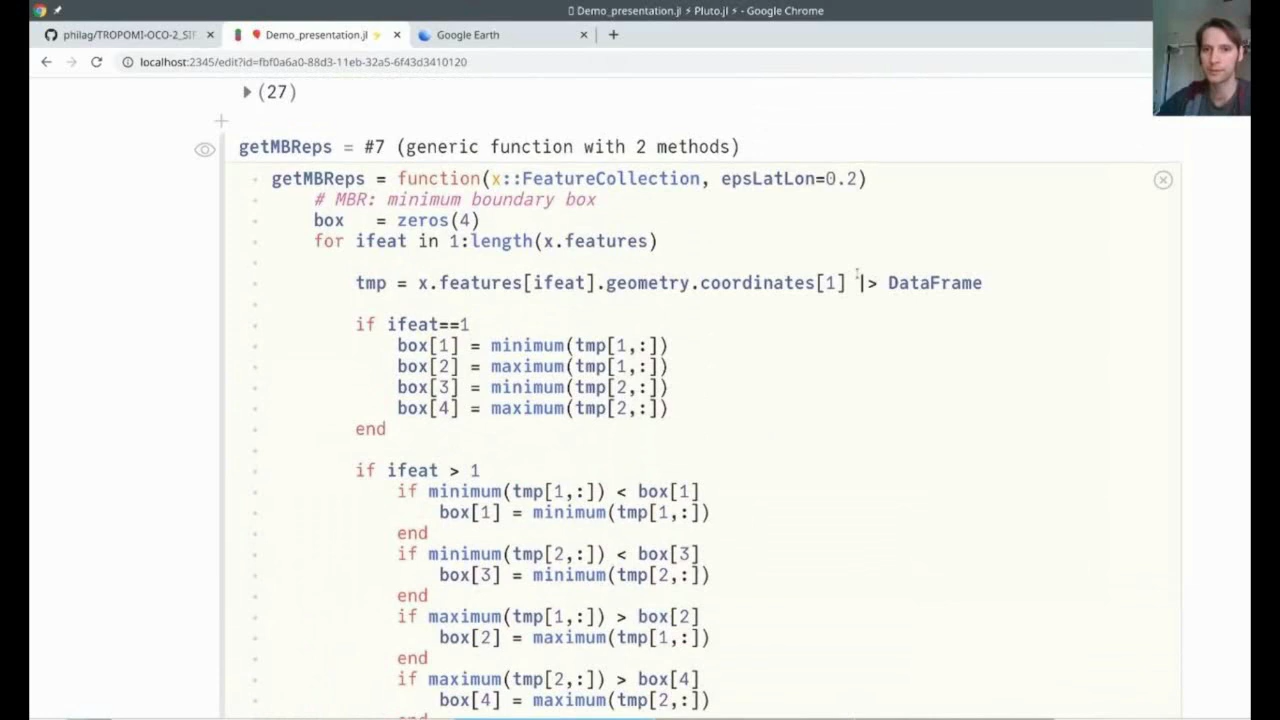 Demo_presentation.jl ⚡ Pluto.jl ⚡ - Google Chrome
philag/TROPOMI-OCO-2_SIF
Demo_presentation.jl
Google Earth
localhost:2345/edit?id=fbf0a6a0-88d3-11eb-32a5-6f43d3410120
(27)
getMBReps = #7 (generic function with 2 methods)
getMBReps = function(x::FeatureCollection, epsLatLon=0.2)
# MBR: minimum boundary box
box = zeros(4)
for ifeat in 1:length(x.features)
tmp = x.features[ifeat].geometry.coordinates[1] |> DataFrame
if ifeat==1
box[1] = minimum(tmp[1,:])
box[2] = maximum(tmp[1,:])
box[3] = minimum(tmp[2,:])
box[4] = maximum(tmp[2,:])
end
if ifeat > 1
if minimum(tmp[1,:]) < box[1]
box[1] = minimum(tmp[1,:])
end
if minimum(tmp[2,:]) < box[3]
box[3] = minimum(tmp[2,:])
end
if maximum(tmp[1,:]) > box[2]
box[2] = maximum(tmp[1,:])
end
if maximum(tmp[2,:]) > box[4]
box[4] = maximum(tmp[2,:])